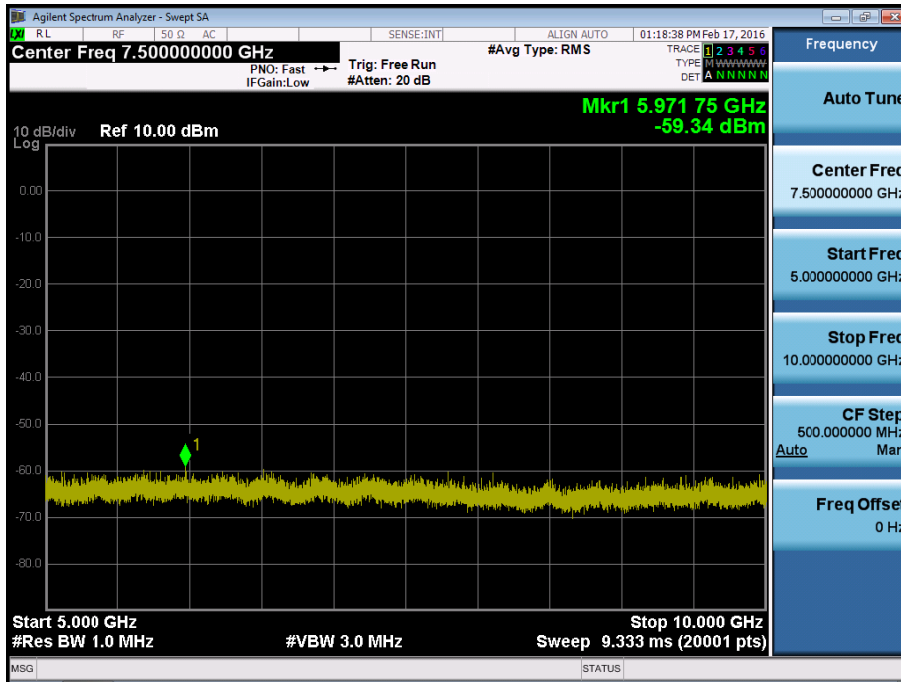 Agilent Spectrum Analyzer - Swept SA
LXI RL RF 50 Ω AC SENSE:INT ALIGN AUTO 01:18:38 PM Feb 17, 2016
Center Freq 7.500000000 GHz
PNO: Fast
IFGain:Low
Trig: Free Run
#Atten: 20 dB
#Avg Type: RMS
TRACE 1 2 3 4 5 6
TYPE M WWWWW
DET A N N N N N
Mkr1 5.971 75 GHz
-59.34 dBm
10 dB/div Ref 10.00 dBm
Log
0.00
-10.0
-20.0
-30.0
-40.0
-50.0
1
-60.0
-70.0
-80.0
Start 5.000 GHz Stop 10.000 GHz
#Res BW 1.0 MHz #VBW 3.0 MHz Sweep 9.333 ms (20001 pts)
MSG STATUS
Frequency
Auto Tune
Center Freq
7.500000000 GHz
Start Freq
5.000000000 GHz
Stop Freq
10.000000000 GHz
CF Step
500.000000 MHz
Auto Man
Freq Offset
0 Hz